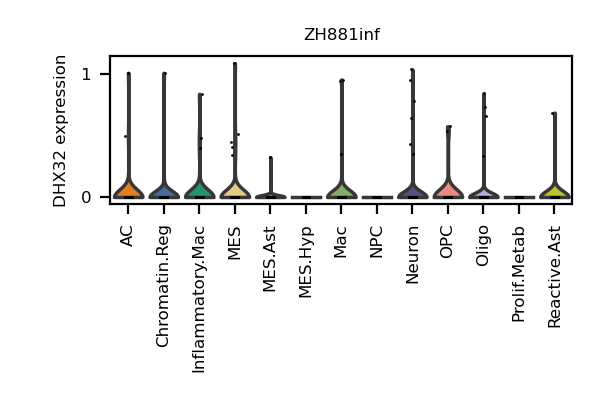 ZH881inf
DHX32 expression
1
0
AC
Chromatin.Reg
Inflammatory.Mac
MES
MES.Ast
MES.Hyp
Mac
NPC
Neuron
OPC
Oligo
Prolif.Metab
Reactive.Ast